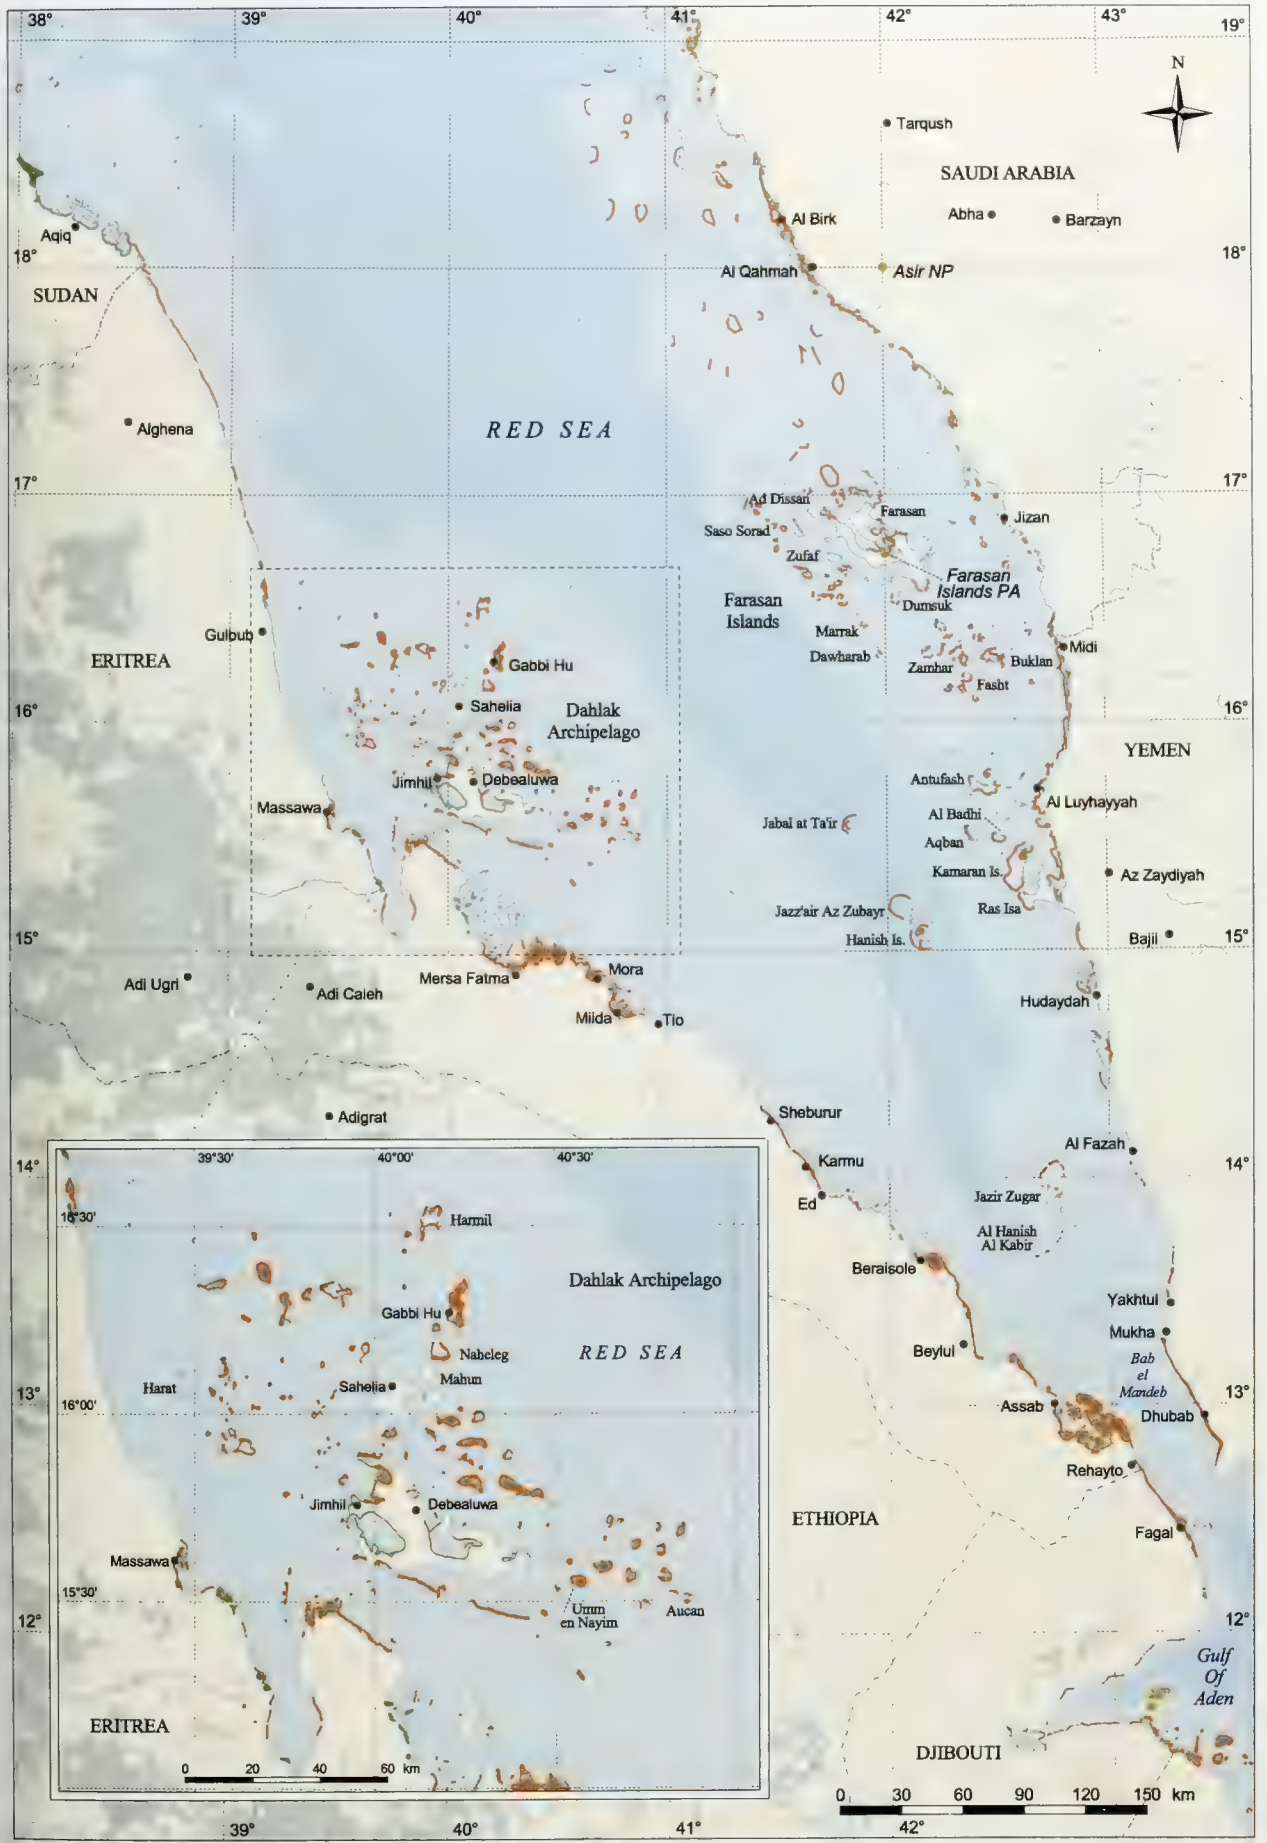 38°
39°
40°
41°
42°
43°
19°
N
Tarqush
SAUDI ARABIA
Abha
Barzayn
Al Birk
Aqiq
18°
Al Qahmah
Asir NP
18°
SUDAN
Alghena
RED SEA
17°
17°
Ad Dissan
Farasan
Jizan
Saso Sorad
Zufaf
Farasan
Islands PA
Farasan
Islands
Dumsuk
Gulbub
Marrak
Midi
ERITREA
Gabbi Hu
Dawharab
Zamhar
Buklan
Fasht
Sahelia
Dahlak
Archipelago
16°
16°
YEMEN
Jimhil
Debealuwa
Antufash
Al Luyhayyah
Massawa
Jabal at Ta'ir
Al Badhi
Aqban
Kamaran Is.
Az Zaydiyah
Jazz'air Az Zubayr
Ras Isa
15°
Hanish Is.
Bajil
15°
Adi Ugri
Adi Caleh
Mersa Fatma
Mora
Hudaydah
Milda
Tio
Adigrat
Sheburur
Al Fazah
14°
39°30'
40°00'
40°30'
Karmu
14°
Ed
Jazir Zugar
16°30'
Harmil
Al Hanish
Al Kabir
Dahlak Archipelago
Beraisole
Gabbi Hu
Yakhtul
Mukha
Nabeleg
RED SEA
Beylul
Bab
el
Mandeb
13°
Harat
Sahelia
Mahun
13°
16°00'
Assab
Dhubab
Rehayto
Jimhil
Debealuwa
ETHIOPIA
Fagal
Massawa
15°30'
12°
Umm
en Nayim
Aucan
12°
Gulf
Of
Aden
ERITREA
DJIBOUTI
0 20 40 60 km
0 30 60 90 120 150 km
39°
40°
41°
42°
43°